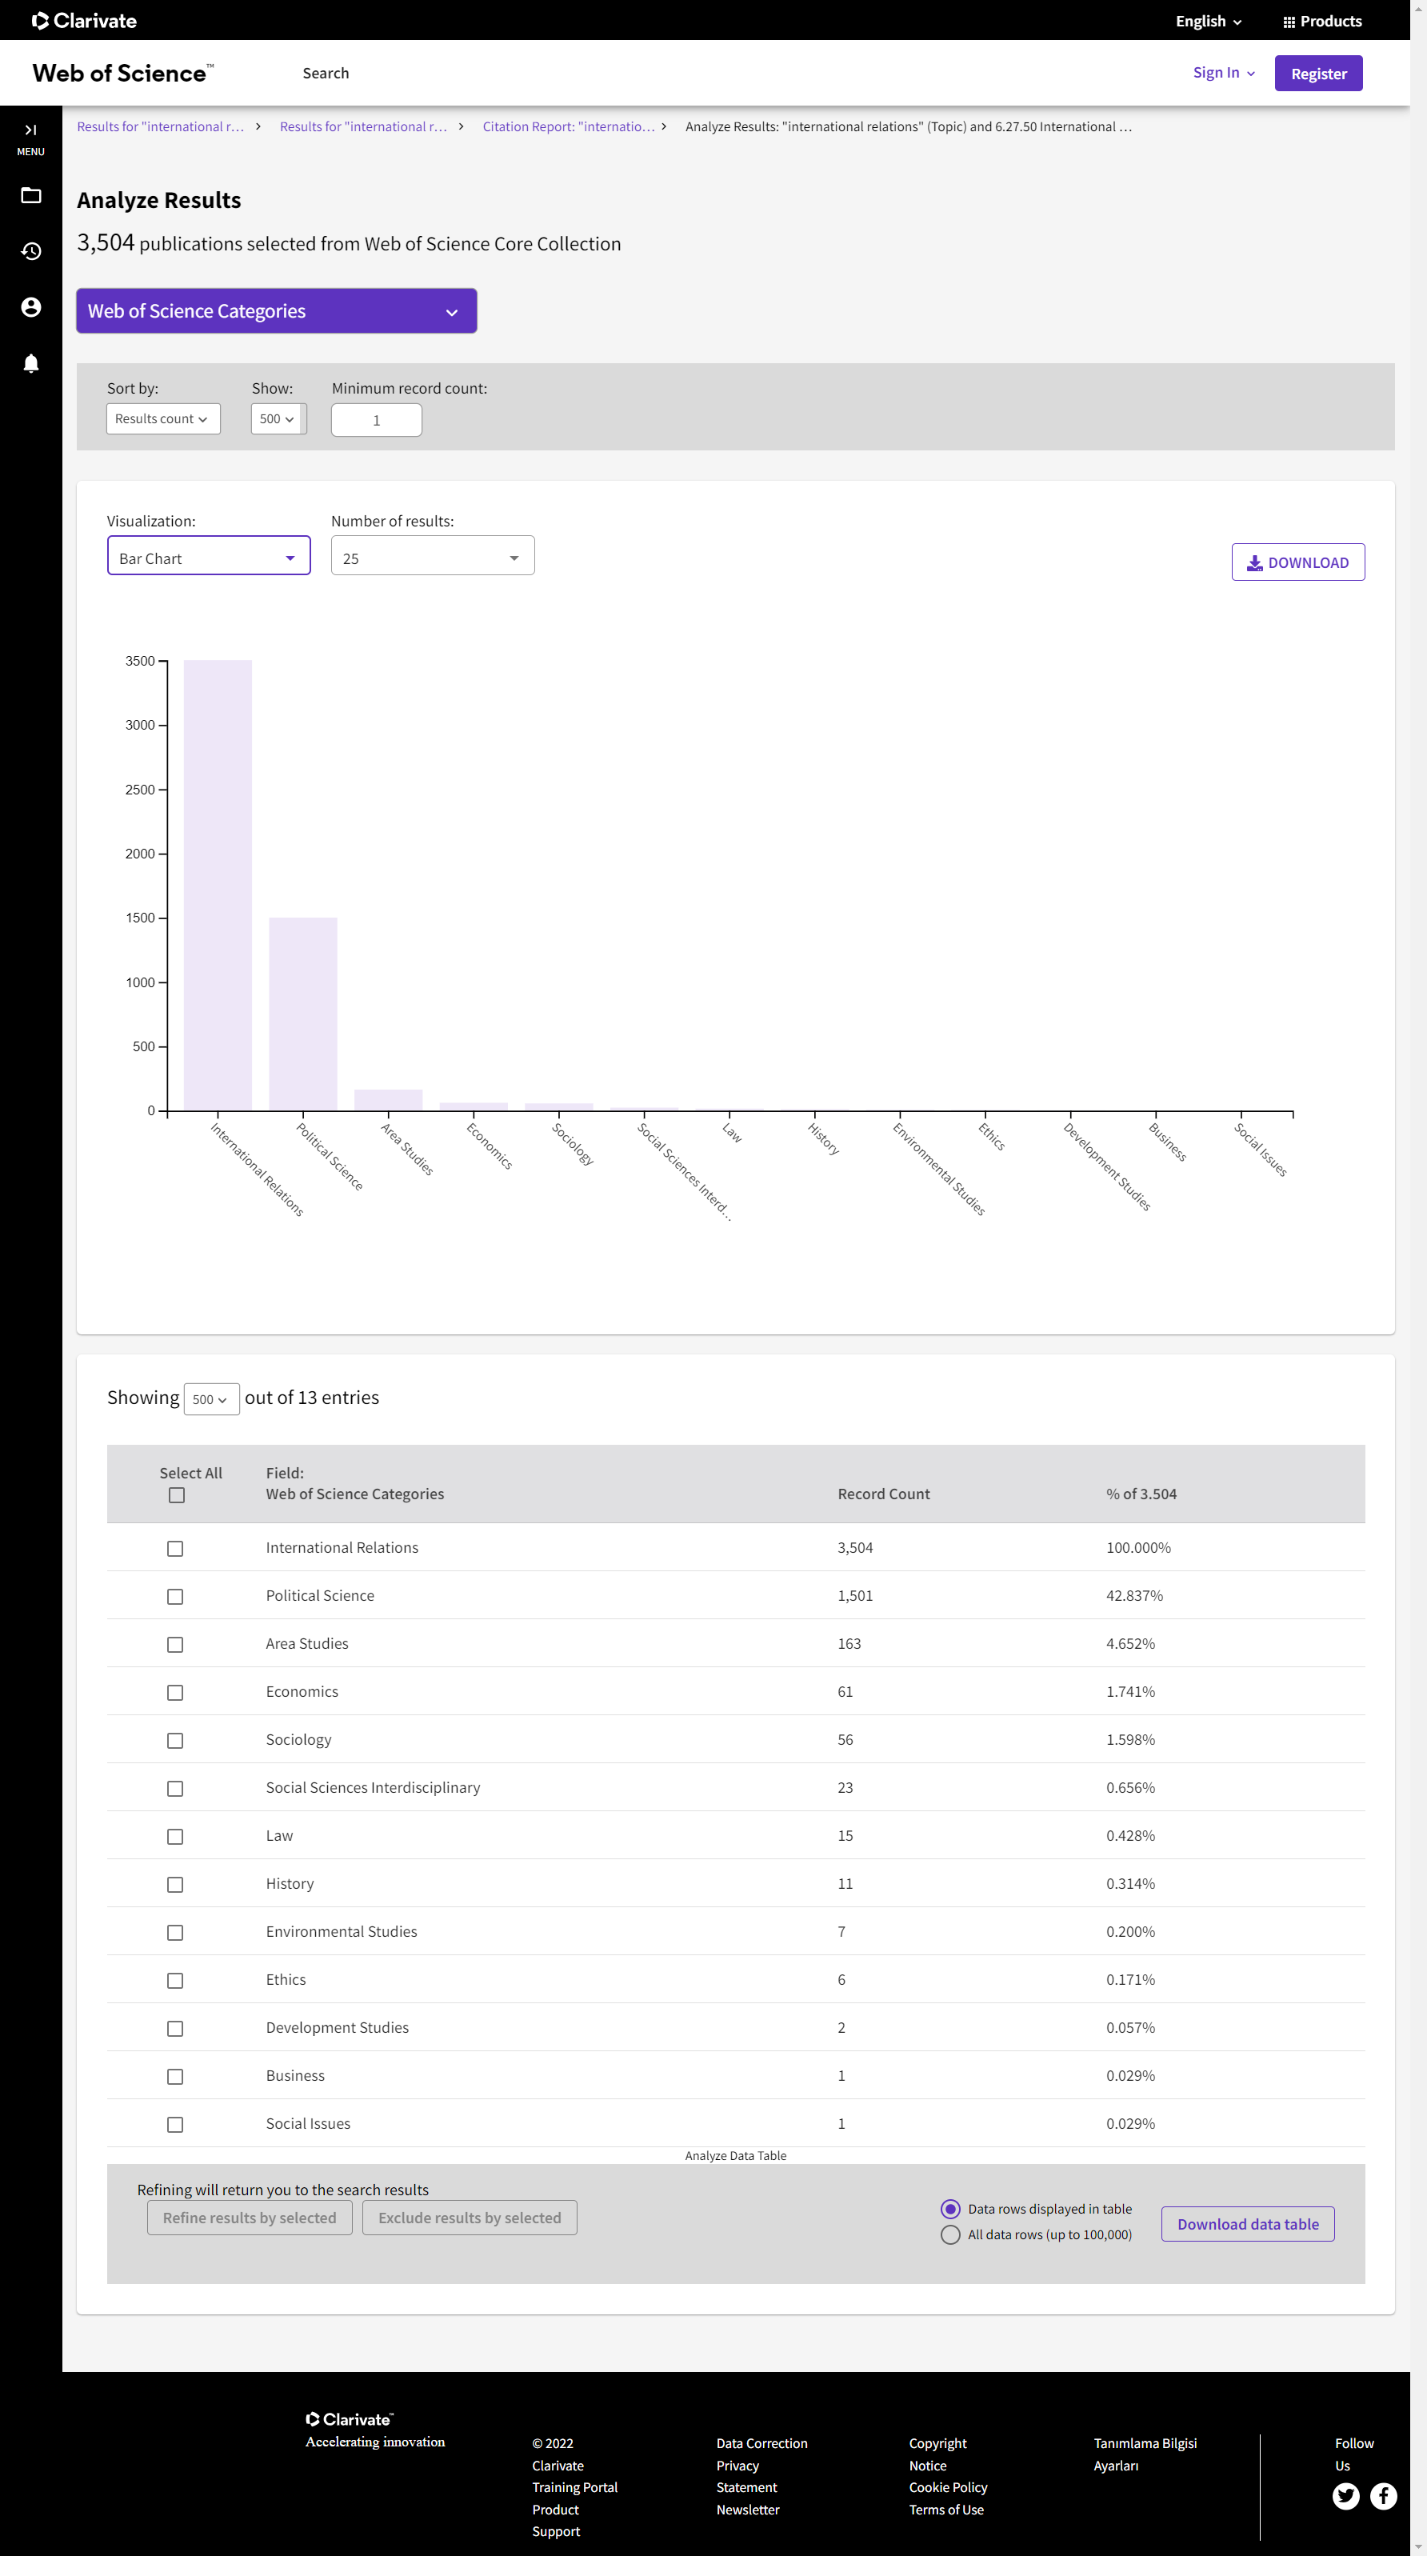 Clarivate
English
Products
Web of Science™
Search
Sign In
Register
MENU
Results for "international r… > Results for "international r… > Citation Report: "internatio… > Analyze Results: "international relations" (Topic) and 6.27.50 International …
Analyze Results
3,504 publications selected from Web of Science Core Collection
Web of Science Categories
Sort by:
Show:
Minimum record count:
Results count
500
1
Visualization:
Number of results:
Bar Chart
25
DOWNLOAD
3500
3000
2500
2000
1500
1000
500
0
International Relations
Political Science
Area Studies
Economics
Sociology
Social Sciences Interd…
Law
History
Environmental Studies
Ethics
Development Studies
Business
Social Issues
Showing 500 out of 13 entries
Select All
Field:
Web of Science Categories
Record Count
% of 3.504
International Relations 3,504 100.000%
Political Science 1,501 42.837%
Area Studies 163 4.652%
Economics 61 1.741%
Sociology 56 1.598%
Social Sciences Interdisciplinary 23 0.656%
Law 15 0.428%
History 11 0.314%
Environmental Studies 7 0.200%
Ethics 6 0.171%
Development Studies 2 0.057%
Business 1 0.029%
Social Issues 1 0.029%
Analyze Data Table
Refining will return you to the search results
Refine results by selected
Exclude results by selected
Data rows displayed in table
All data rows (up to 100,000)
Download data table
Clarivate™
Accelerating innovation
© 2022
Clarivate
Training Portal
Product
Support
Data Correction
Privacy
Statement
Newsletter
Copyright
Notice
Cookie Policy
Terms of Use
Tanımlama Bilgisi
Ayarları
Follow
Us